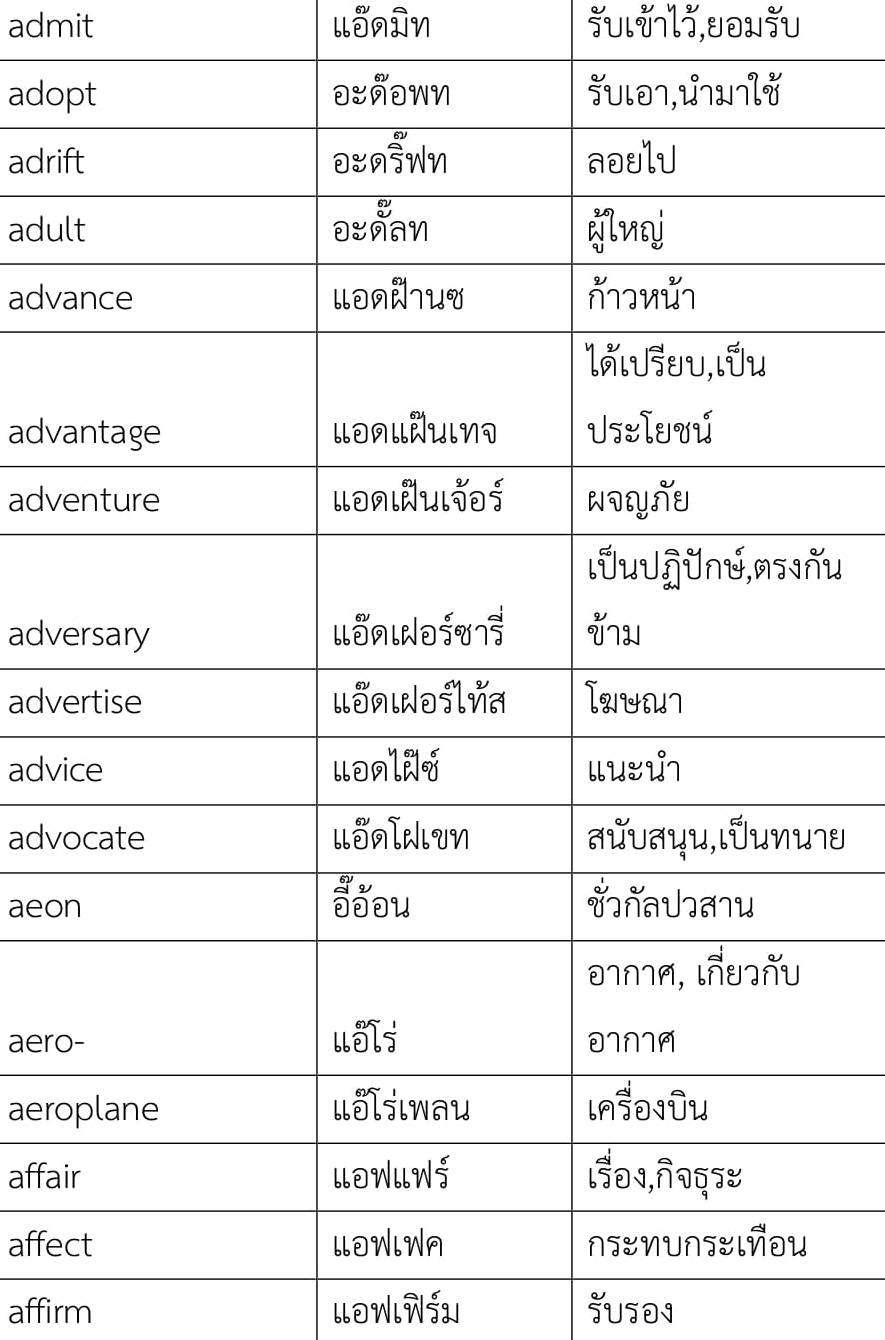 admit แอ๊ดมิท รับเข้าไว้,ยอมรับ
adopt อะด๊อพท รับเอา,นำมาใช้
adrift อะดริ๊ฟท ลอยไป
adult อะดั๊ลท ผู้ใหญ่
advance แอดฝ๊านซ ก้าวหน้า
ได้เปรียบ,เป็น
advantage แอดแฝ๊นเทจ ประโยชน์
adventure แอดเฝ๊นเจ้อร์ ผจญภัย
เป็นปฏิปักษ์,ตรงกัน
adversary แอ๊ดเฝอร์ซารี่ ข้าม
advertise แอ๊ดเฝอร์ไท้ส โฆษณา
advice แอดไฝ๊ซ์ แนะนำ
advocate แอ๊ดโฝเขท สนับสนุน,เป็นทนาย
aeon อี๊อ้อน ชั่วกัลปวสาน
อากาศ, เกี่ยวกับ
aero- แอ๊โร่ อากาศ
aeroplane แอ๊โร่เพลน เครื่องบิน
affair แอฟแฟร์ เรื่อง,กิจธุระ
affect แอฟเฟค กระทบกระเทือน
affirm แอฟเฟิร์ม รับรอง